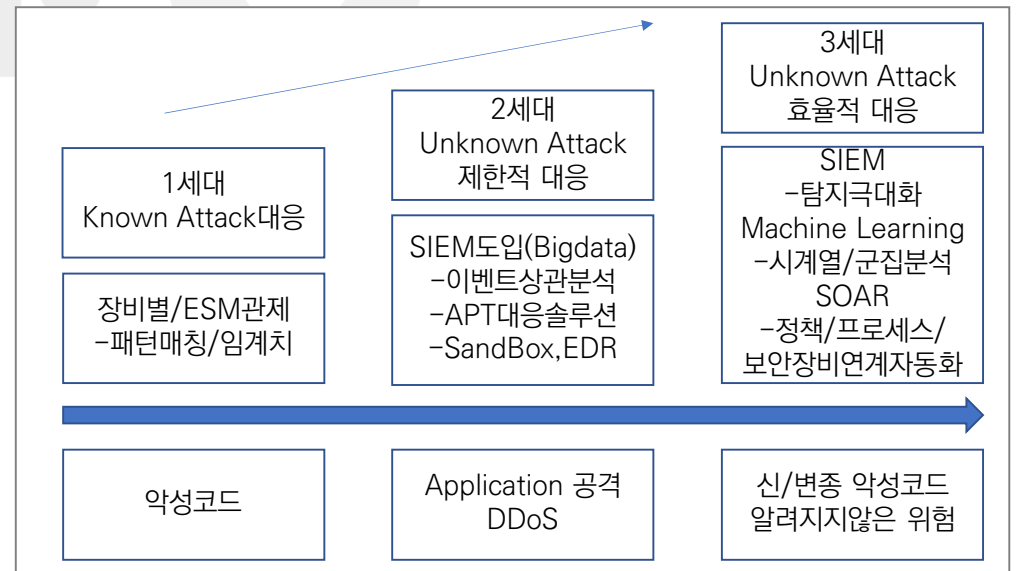 1세대
Known Attack대응
장비별/ESM관제
-패턴매칭/임계치
악성코드
2세대
Unknown Attack
제한적 대응
SIEM도입(Bigdata)
-이벤트상관분석
-APT대응솔루션
-SandBox,EDR
Application 공격
DDoS
3세대
Unknown Attack
효율적 대응
SIEM
-탐지극대화
Machine Learning
-시계열/군집분석
SOAR
-정책/프로세스/
보안장비연계자동화
신/변종 악성코드
알려지지않은 위험